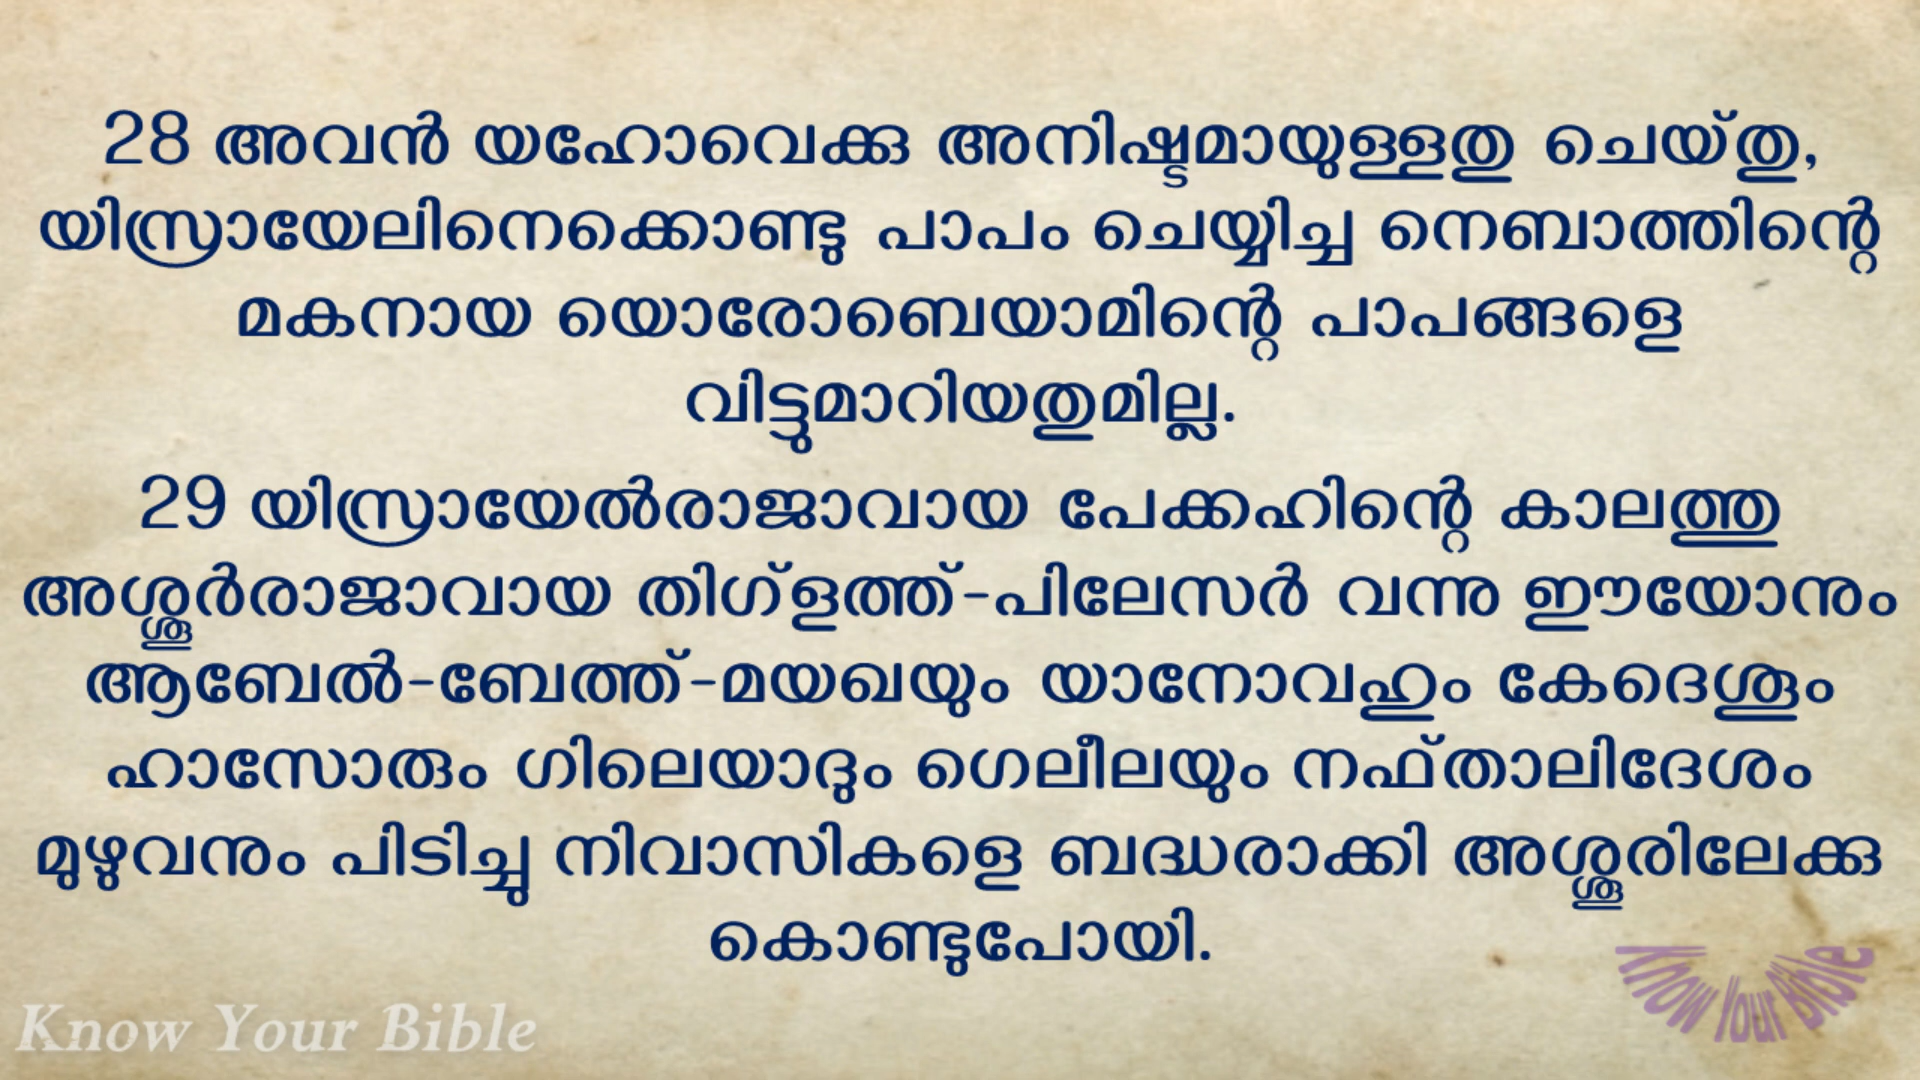 28 അവൻ യഹോവെക്കു അനിഷ്ടമായുള്ളതു ചെയ്തു,
യിസ്രായേലിനെക്കൊണ്ടു പാപം ചെയ്യിച്ച നെബാത്തിന്റെ
മകനായ യൊരോബെയാമിന്റെ പാപങ്ങളെ
വിട്ടുമാറിയതുമില്ല.
29 യിസ്രായേൽരാജാവായ പേക്കഹിന്റെ കാലത്തു
അശ്ശൂർരാജാവായ തിഗ്ളത്ത്-പിലേസർ വന്നു ഈയോനും
ആബേൽ-ബേത്ത്-മയഖയും യാനോവഹും കേദെശൂം
ഹാസോരും ഗിലെയാദും ഗെലീലയും നഫ്താലിദേശം
മുഴുവനും പിടിച്ചു നിവാസികളെ ബദ്ധരാക്കി അശ്ശൂരിലേക്കു
കൊണ്ടുപോയി.
Know Your Bible
Know Your Bible